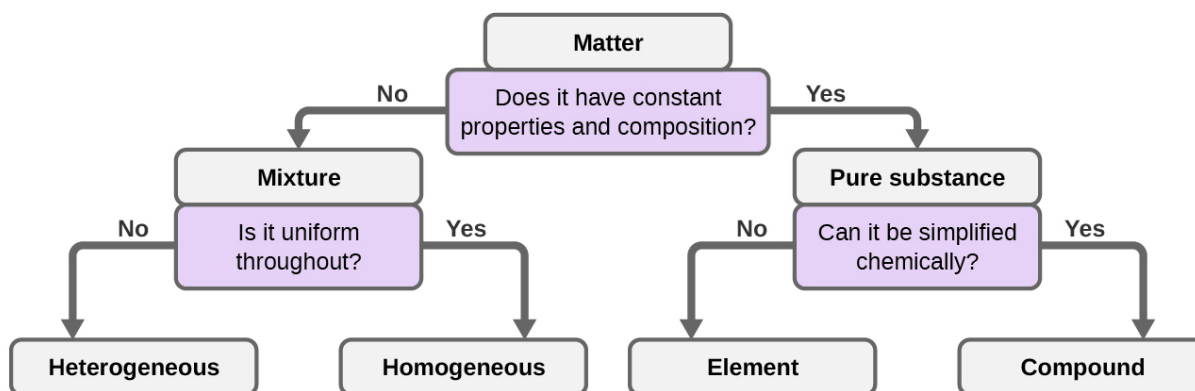 Matter
No
Does it have constant
properties and composition?
Yes
Mixture
Pure substance
No
Is it uniform
throughout?
Yes
No
Can it be simplified
chemically?
Yes
Heterogeneous
Homogeneous
Element
Compound